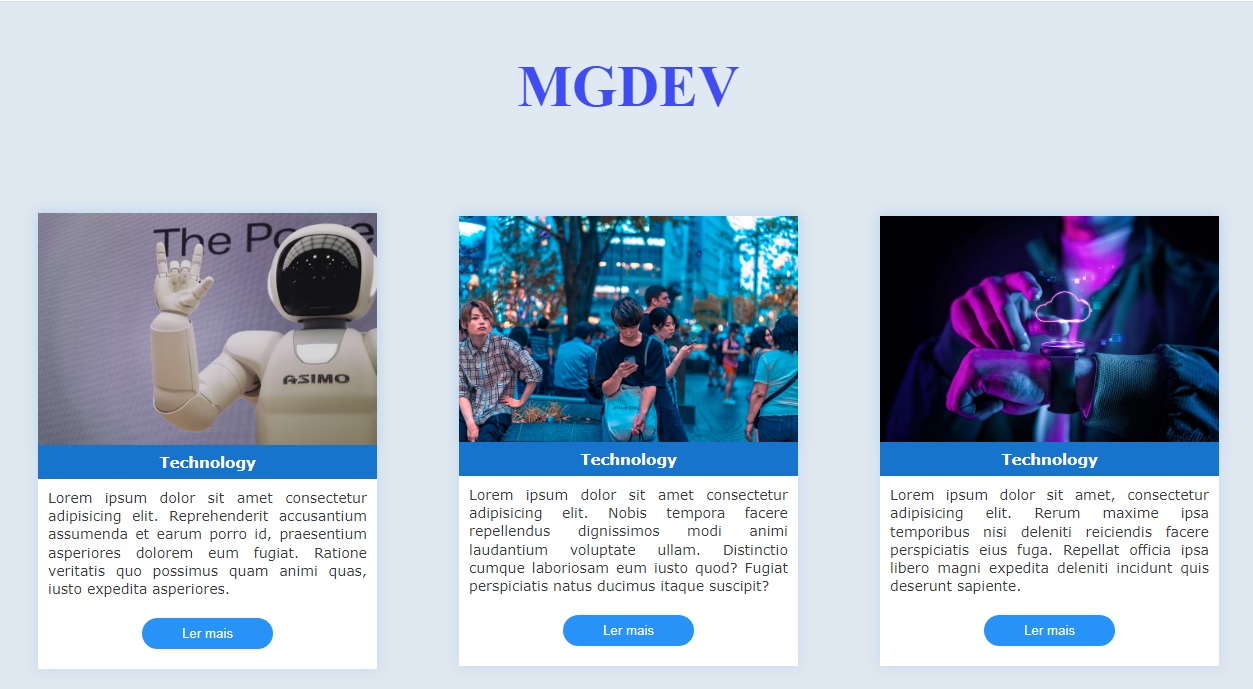 MGDEV
The Po
ASIMO
Technology
Lorem ipsum dolor sit amet consectetur
adipisicing elit. Reprehenderit accusantium
assumenda et earum porro id, praesentium
asperiores dolorem eum fugiat. Ratione
veritatis quo possimus quam animi quas,
iusto expedita asperiores.
Ler mais
Technology
Lorem ipsum dolor sit amet consectetur
adipisicing elit. Nobis tempora facere
repellendus dignissimos modi animi
laudantium voluptate ullam. Distinctio
cumque laboriosam eum iusto quod? Fugiat
perspiciatis natus ducimus itaque suscipit?
Ler mais
Technology
Lorem ipsum dolor sit amet, consectetur
adipisicing elit. Rerum maxime ipsa
temporibus nisi deleniti reiciendis facere
perspiciatis eius fuga. Repellat officia ipsa
libero magni expedita deleniti incidunt quis
deserunt sapiente.
Ler mais